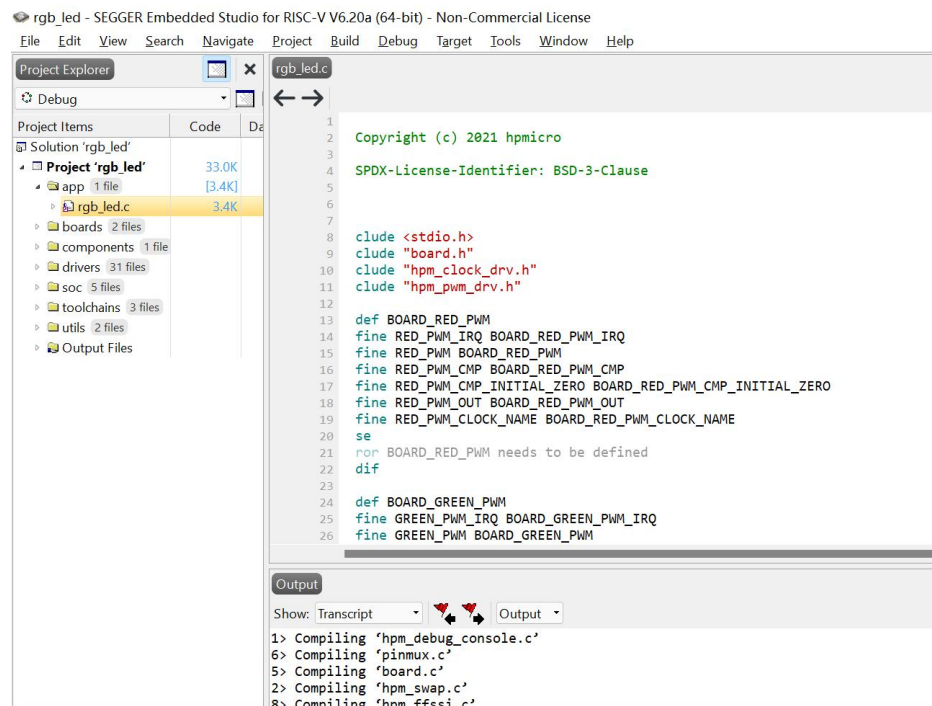 rgb_led - SEGGER Embedded Studio for RISC-V V6.20a (64-bit) - Non-Commercial License
File Edit View Search Navigate Project Build Debug Target Tools Window Help
Project Explorer
Debug
Project Items Code Da
Solution 'rgb_led'
Project 'rgb_led' 33.0K
app 1 file [3.4K]
rgb_led.c 3.4K
boards 2 files
components 1 file
drivers 31 files
soc 5 files
toolchains 3 files
utils 2 files
Output Files
rgb_led.c
1
2 Copyright (c) 2021 hpmicro
3
4 SPDX-License-Identifier: BSD-3-Clause
5
6
7
8 clude <stdio.h>
9 clude "board.h"
10 clude "hpm_clock_drv.h"
11 clude "hpm_pwm_drv.h"
12
13 def BOARD_RED_PWM
14 fine RED_PWM_IRQ BOARD_RED_PWM_IRQ
15 fine RED_PWM BOARD_RED_PWM
16 fine RED_PWM_CMP BOARD_RED_PWM_CMP
17 fine RED_PWM_CMP_INITIAL_ZERO BOARD_RED_PWM_CMP_INITIAL_ZERO
18 fine RED_PWM_OUT BOARD_RED_PWM_OUT
19 fine RED_PWM_CLOCK_NAME BOARD_RED_PWM_CLOCK_NAME
20 se
21 ror BOARD_RED_PWM needs to be defined
22 dif
23
24 def BOARD_GREEN_PWM
25 fine GREEN_PWM_IRQ BOARD_GREEN_PWM_IRQ
26 fine GREEN_PWM BOARD_GREEN_PWM
Output
Show: Transcript Output
1> Compiling ‘hpm_debug_console.c’
6> Compiling ‘pinmux.c’
5> Compiling ‘board.c’
2> Compiling ‘hpm_swap.c’
8> Compiling ‘hpm_ffssi.c’